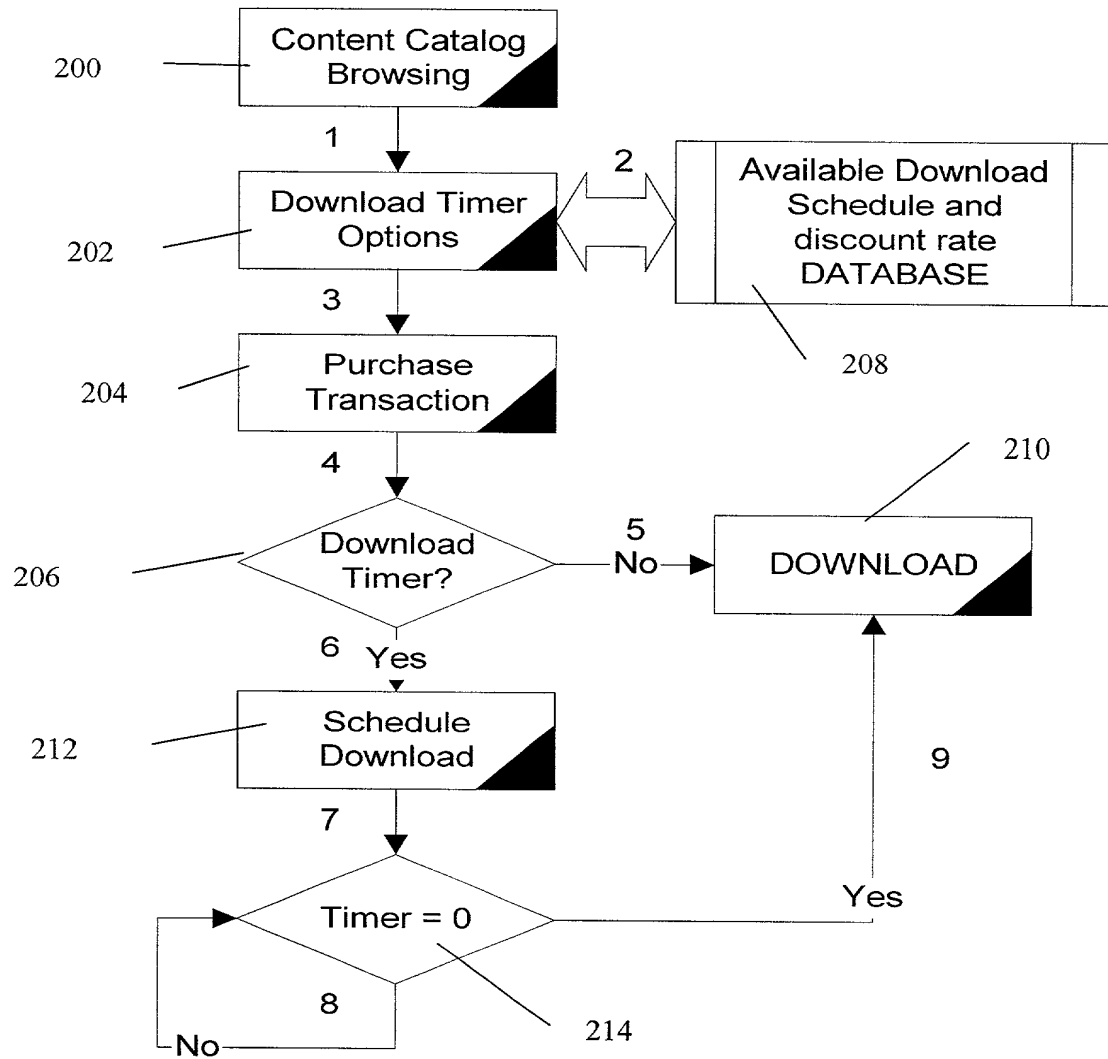 Content Catalog
Browsing
200
1
2
Download Timer
Options
202
Available Download
Schedule and
discount rate
DATABASE
208
3
Purchase
Transaction
204
4
210
Download
Timer?
206
5
No
DOWNLOAD
6
Yes
Schedule
Download
212
9
7
Timer = 0
Yes
8
214
No